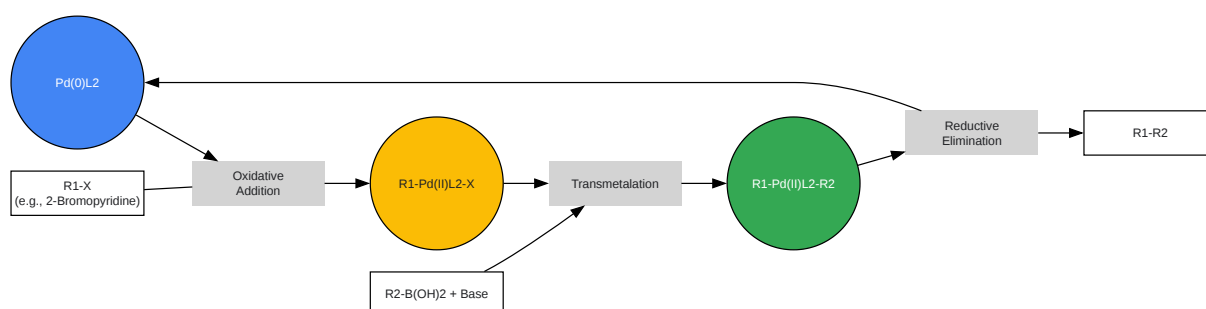 Pd(0)L2
R1-X
(e.g., 2-Bromopyridine)
Oxidative
Addition
R1-Pd(II)L2-X
Transmetalation
R2-B(OH)2 + Base
R1-Pd(II)L2-R2
Reductive
Elimination
R1-R2